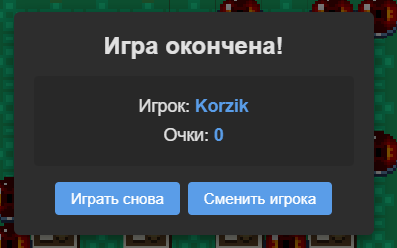 Игра окончена!
Игрок: Korzik
Очки: 0
Играть снова
Сменить игрока